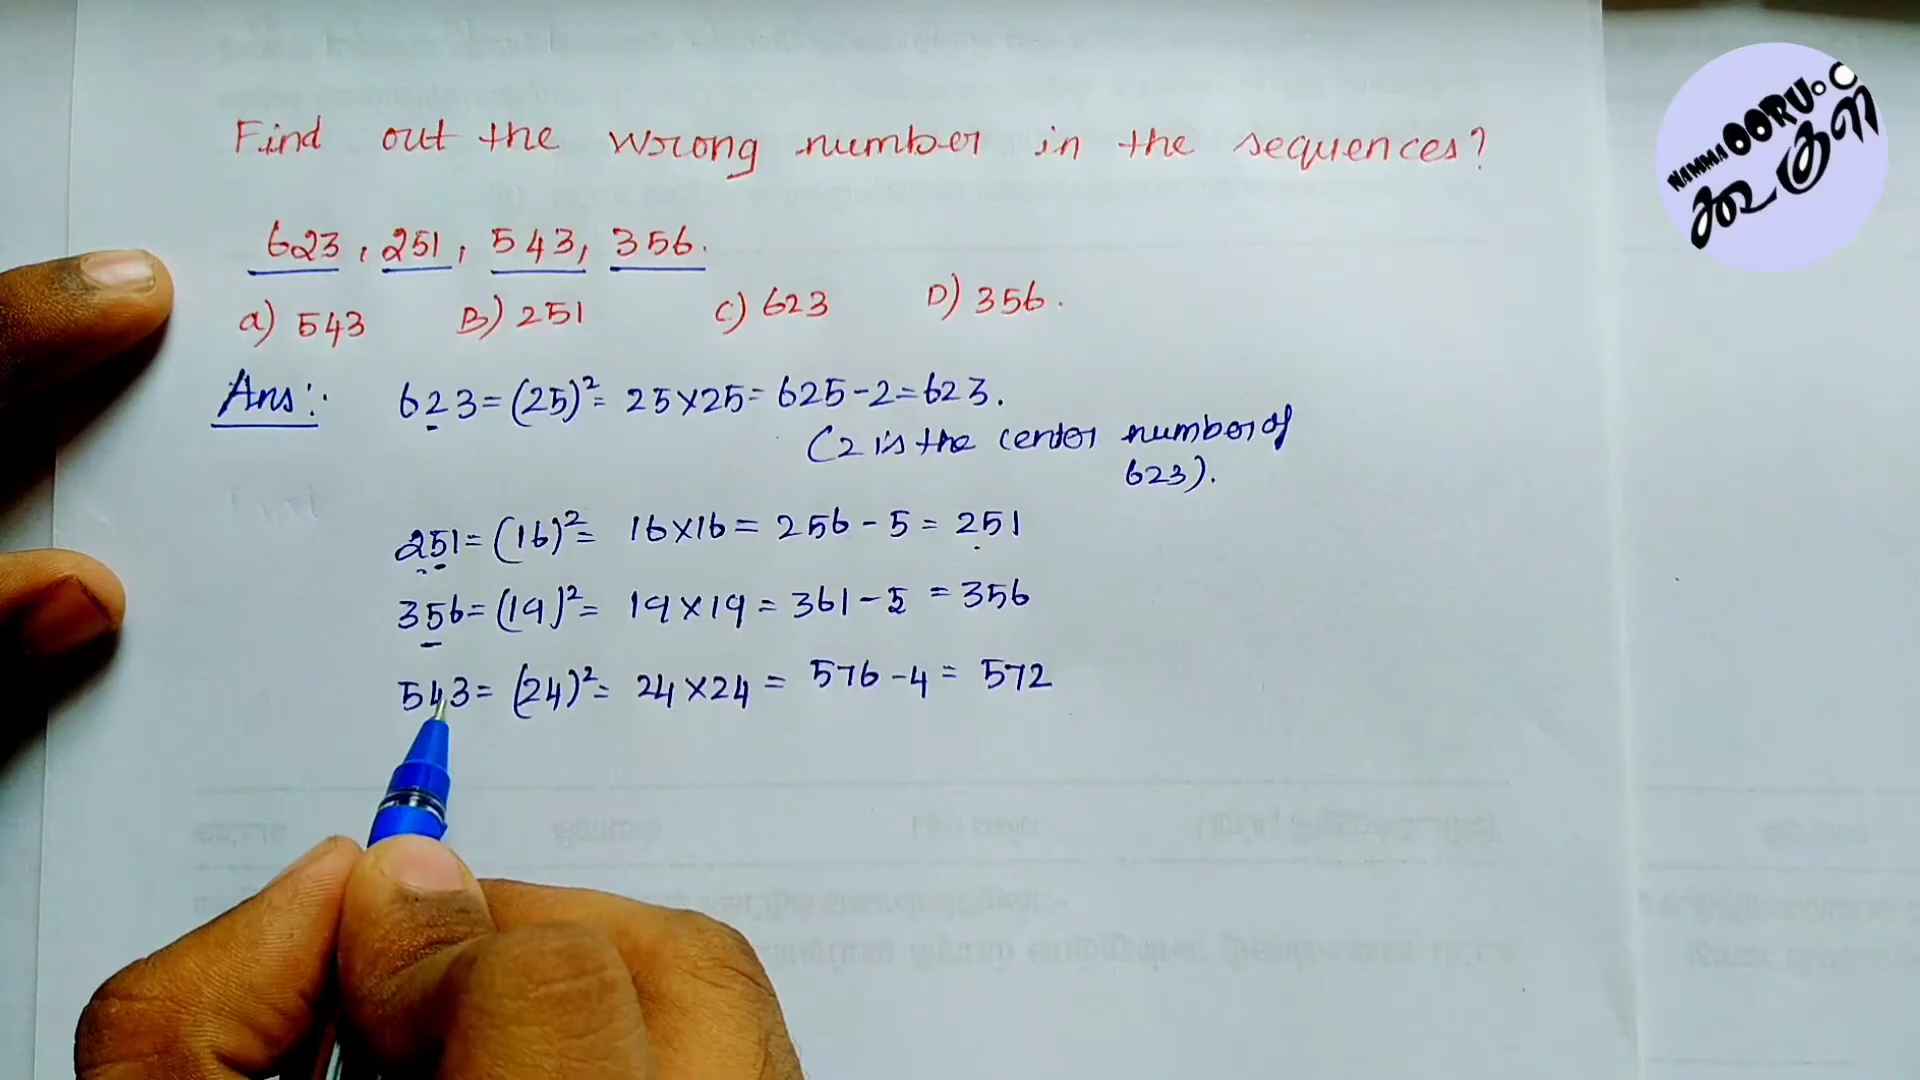 Find out the wrong number in the sequences?
623, 251, 543, 356.
a) 543 B) 251 C) 623 D) 356.
Ans:- 623 = (25)² = 25×25 = 625-2 = 623.
(2 is the center number of
623).
251 = (16)² = 16×16 = 256 - 5 = 251
356 = (19)² = 19×19 = 361 - 5 = 356
543 = (24)² = 24×24 = 576 - 4 = 572
NAMMA OORU